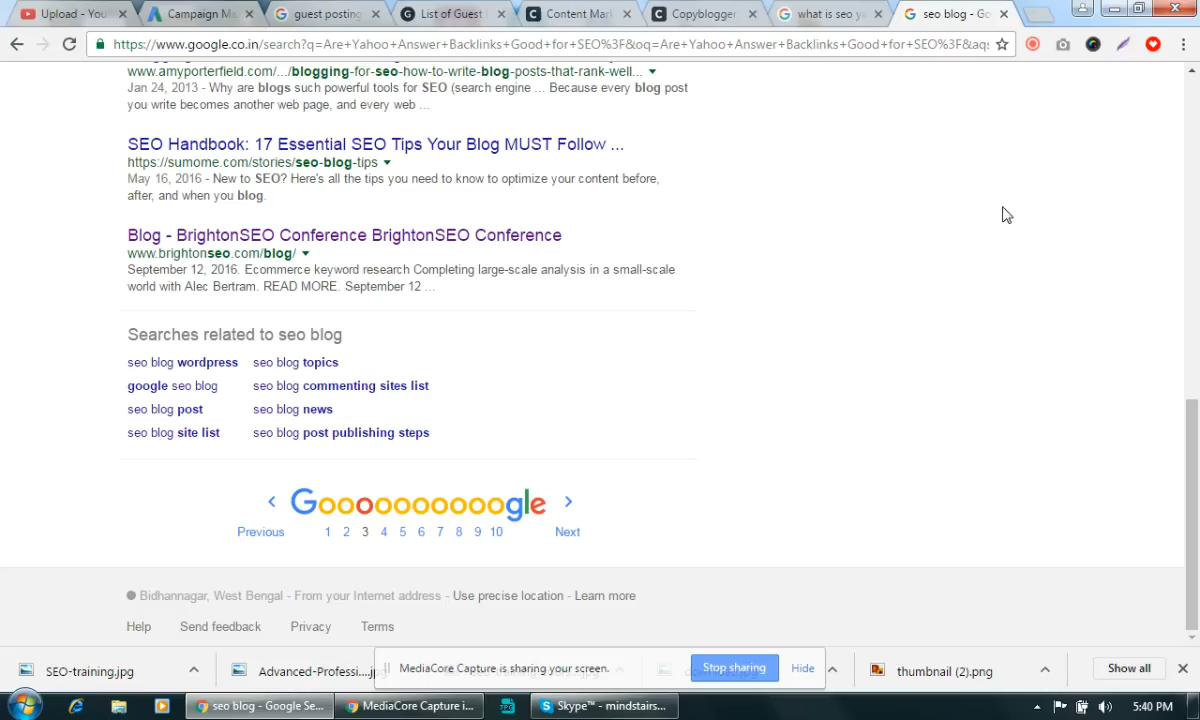 Upload - You
Campaign Ma
guest posting
List of Guest
Content Mark
Copyblogger
what is seo y
seo blog - Go
https://www.google.co.in/search?q=Are+Yahoo+Answer+Backlinks+Good+for+SEO%3F&oq=Are+Yahoo+Answer+Backlinks+Good+for+SEO%3F&aqs
www.amyporterfield.com/.../blogging-for-seo-how-to-write-blog-posts-that-rank-well...
Jan 24, 2013 - Why are blogs such powerful tools for SEO (search engine ... Because every blog post
you write becomes another web page, and every web ...
SEO Handbook: 17 Essential SEO Tips Your Blog MUST Follow ...
https://sumome.com/stories/seo-blog-tips
May 16, 2016 - New to SEO? Here's all the tips you need to know to optimize your content before,
after, and when you blog.
Blog - BrightonSEO Conference BrightonSEO Conference
www.brightonseo.com/blog/
September 12, 2016. Ecommerce keyword research Completing large-scale analysis in a small-scale
world with Alec Bertram. READ MORE. September 12 ...
Searches related to seo blog
seo blog wordpress seo blog topics
google seo blog seo blog commenting sites list
seo blog post seo blog news
seo blog site list seo blog post publishing steps
Goooooooooogle
Previous 1 2 3 4 5 6 7 8 9 10 Next
Bidhannagar, West Bengal - From your Internet address - Use precise location - Learn more
Help Send feedback Privacy Terms
SEO-training.jpg
Advanced-Professi....jpg
MediaCore Capture is sharing your screen. Stop sharing Hide
thumbnail (2).png
Show all
seo blog - Google Se...
MediaCore Capture i...
Skype™ - mindstairs...
5:40 PM